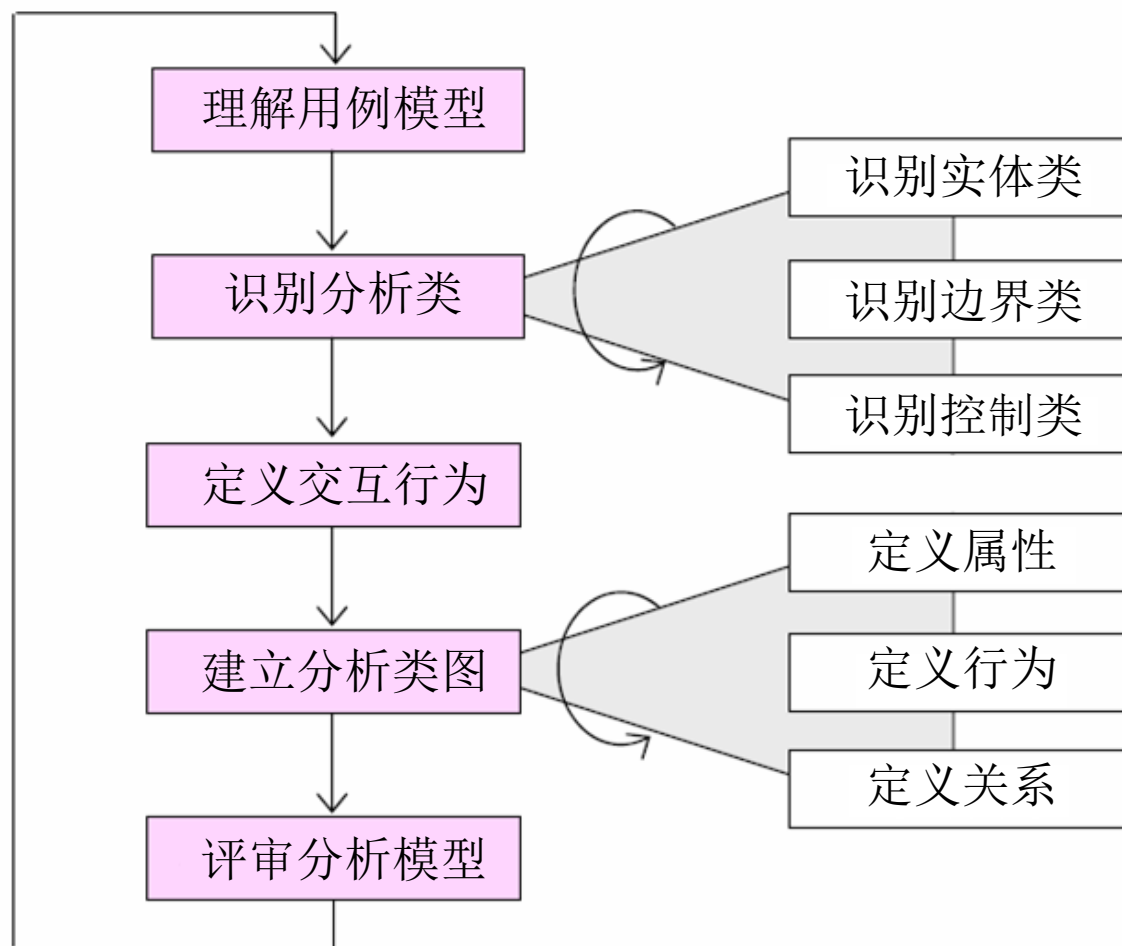 理解用例模型
识别分析类
识别实体类
识别边界类
识别控制类
定义交互行为
建立分析类图
定义属性
定义行为
定义关系
评审分析模型